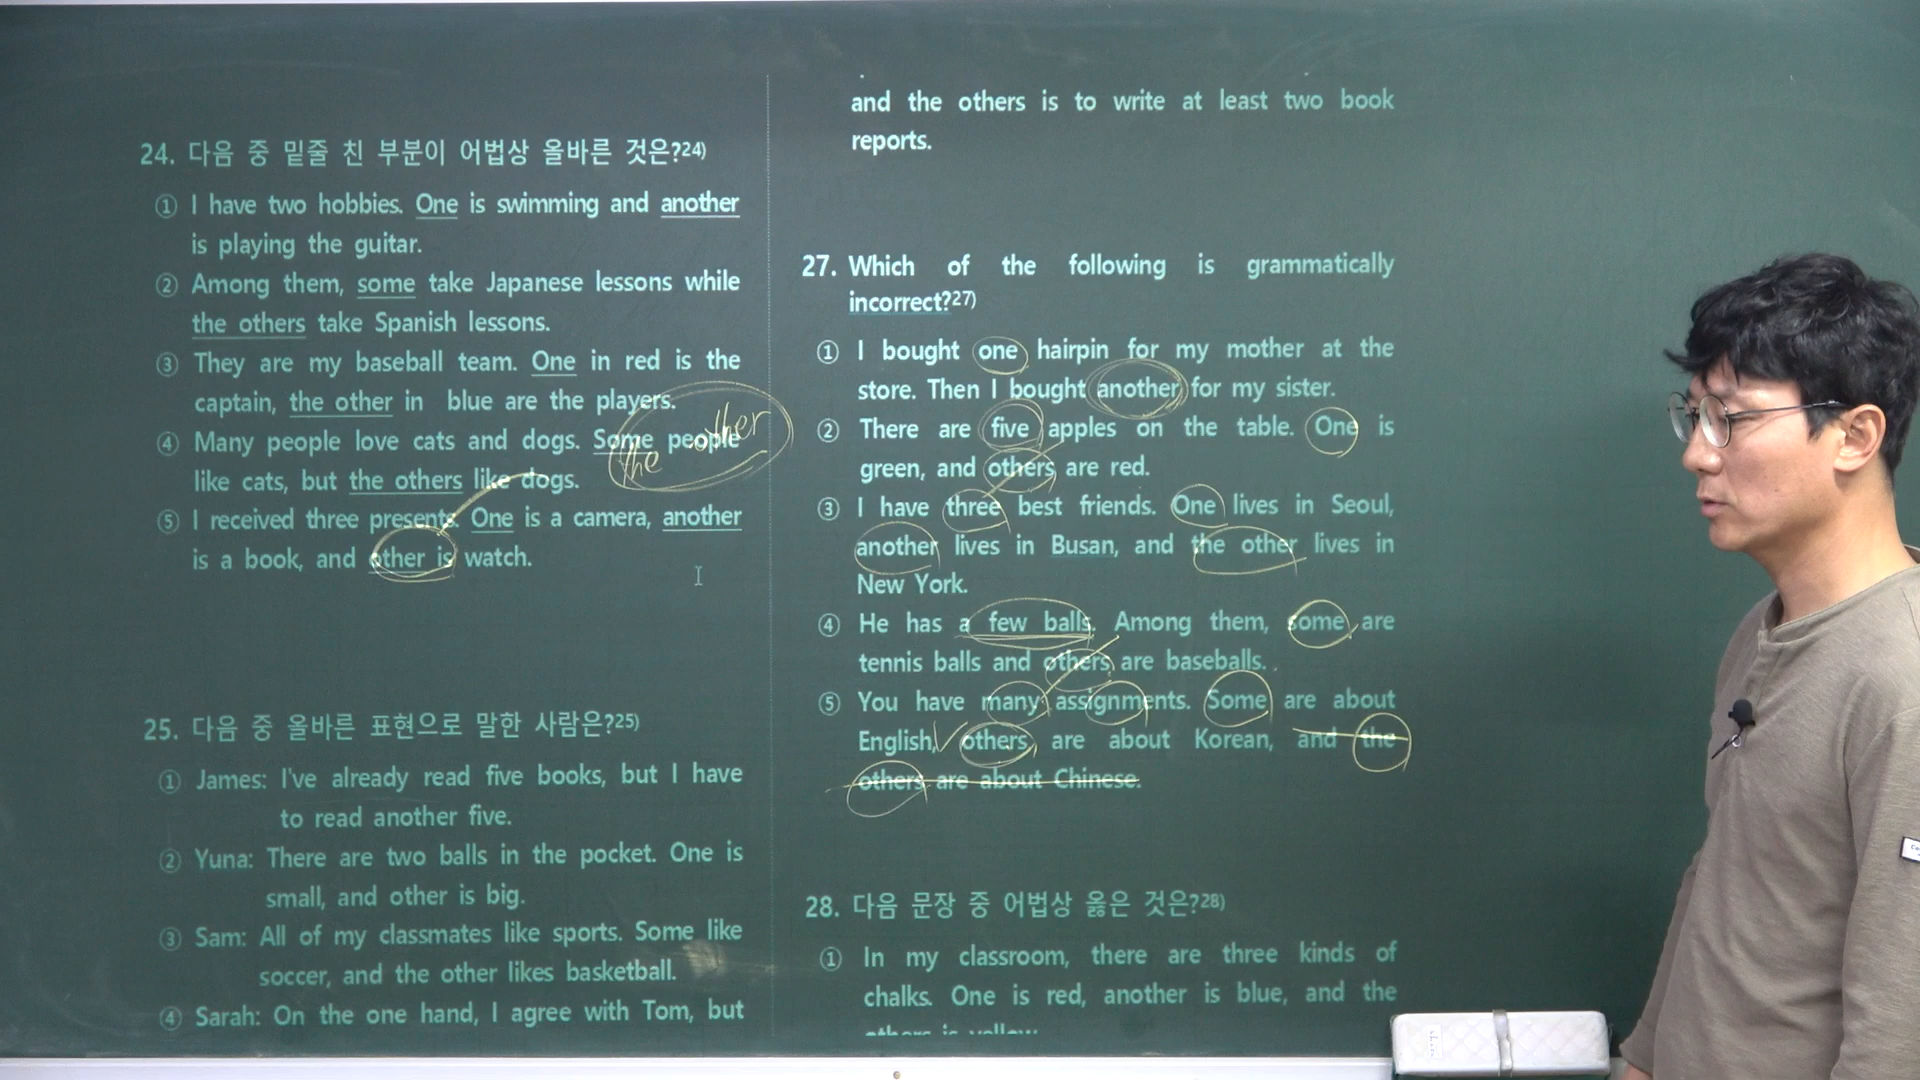 24. 다음 중 밑줄 친 부분이 어법상 올바른 것은?24)
① I have two hobbies. One is swimming and another
is playing the guitar.
② Among them, some take Japanese lessons while
the others take Spanish lessons.
③ They are my baseball team. One in red is the
captain, the other in blue are the players.
④ Many people love cats and dogs. Some people
like cats, but the others like dogs.
the other
⑤ I received three presents. One is a camera, another
is a book, and other is watch.
25. 다음 중 올바른 표현으로 말한 사람은?25)
① James: I've already read five books, but I have
to read another five.
② Yuna: There are two balls in the pocket. One is
small, and other is big.
③ Sam: All of my classmates like sports. Some like
soccer, and the other likes basketball.
④ Sarah: On the one hand, I agree with Tom, but
and the others is to write at least two book
reports.
27. Which of the following is grammatically
incorrect?27)
① I bought one hairpin for my mother at the
store. Then I bought another for my sister.
② There are five apples on the table. One is
green, and others are red.
③ I have three best friends. One lives in Seoul,
another lives in Busan, and the other lives in
New York.
④ He has a few balls. Among them, some are
tennis balls and others are baseballs.
⑤ You have many assignments. Some are about
English, others are about Korean, and the
others are about Chinese.
28. 다음 문장 중 어법상 옳은 것은?28)
① In my classroom, there are three kinds of
chalks. One is red, another is blue, and the
others is yellow.